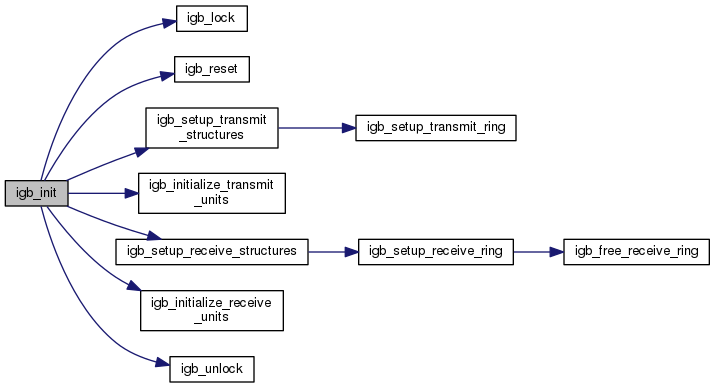 igb_lock
igb_reset
igb_setup_transmit
_structures
igb_setup_transmit_ring
igb_initialize_transmit
_units
igb_init
igb_setup_receive_structures
igb_setup_receive_ring
igb_free_receive_ring
igb_initialize_receive
_units
igb_unlock